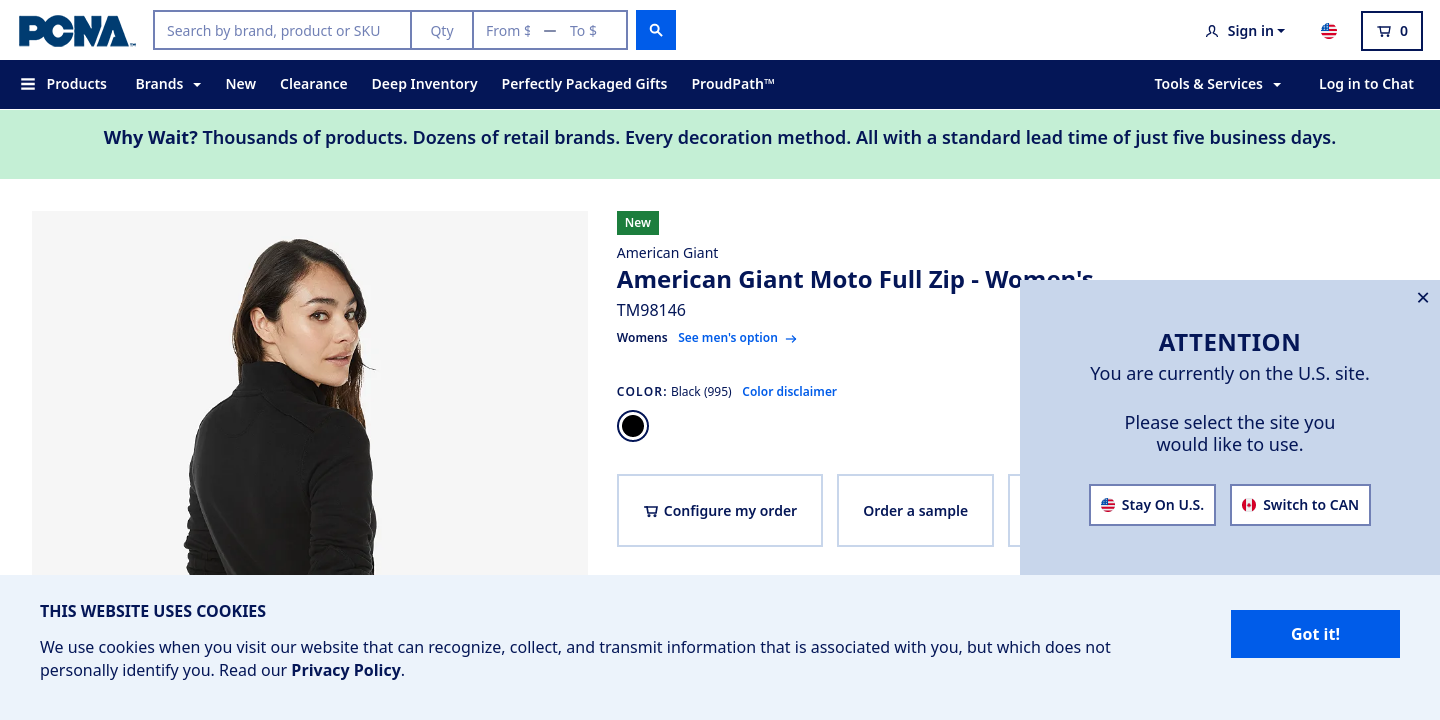 PCNA
Search by brand, product or SKU
Qty
From $ — To $
Sign in
0
Products
Brands
New
Clearance
Deep Inventory
Perfectly Packaged Gifts
ProudPath™
Tools & Services
Log in to Chat
Why Wait? Thousands of products. Dozens of retail brands. Every decoration method. All with a standard lead time of just five business days.
New
American Giant
American Giant Moto Full Zip - Women's
TM98146
Womens See men's option →
COLOR: Black (995) Color disclaimer
Configure my order
Order a sample
×
ATTENTION
You are currently on the U.S. site.
Please select the site you
would like to use.
Stay On U.S.
Switch to CAN
THIS WEBSITE USES COOKIES
We use cookies when you visit our website that can recognize, collect, and transmit information that is associated with you, but which does not
personally identify you. Read our Privacy Policy.
Got it!